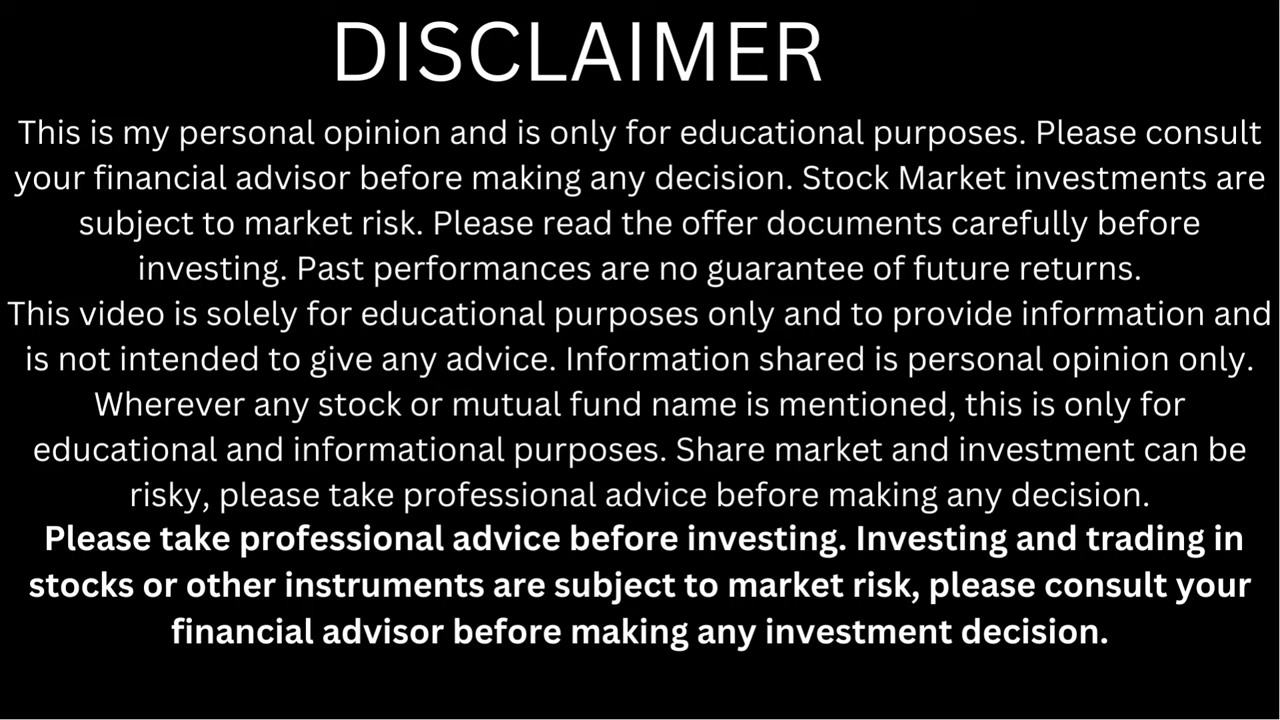 DISCLAIMER
This is my personal opinion and is only for educational purposes. Please consult
your financial advisor before making any decision. Stock Market investments are
subject to market risk. Please read the offer documents carefully before
investing. Past performances are no guarantee of future returns.
This video is solely for educational purposes only and to provide information and
is not intended to give any advice. Information shared is personal opinion only.
Wherever any stock or mutual fund name is mentioned, this is only for
educational and informational purposes. Share market and investment can be
risky, please take professional advice before making any decision.
Please take professional advice before investing. Investing and trading in
stocks or other instruments are subject to market risk, please consult your
financial advisor before making any investment decision.